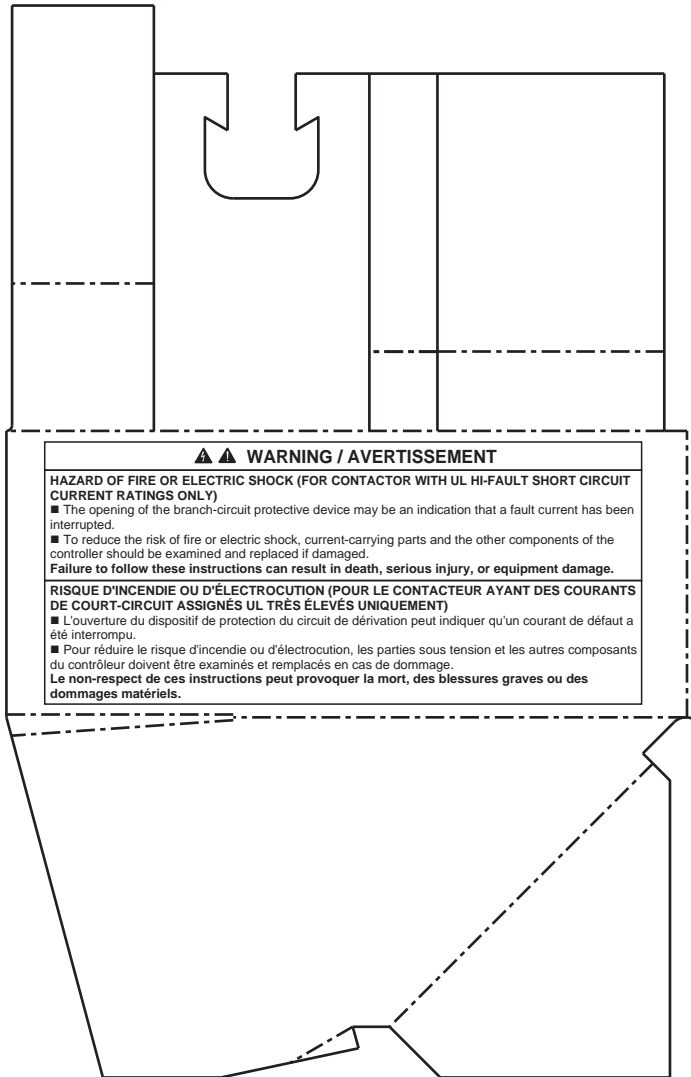 WARNING / AVERTISSEMENT
HAZARD OF FIRE OR ELECTRIC SHOCK (FOR CONTACTOR WITH UL HI-FAULT SHORT CIRCUIT
CURRENT RATINGS ONLY)
■ The opening of the branch-circuit protective device may be an indication that a fault current has been
interrupted.
■ To reduce the risk of fire or electric shock, current-carrying parts and the other components of the
controller should be examined and replaced if damaged.
Failure to follow these instructions can result in death, serious injury, or equipment damage.
RISQUE D'INCENDIE OU D'ÉLECTROCUTION (POUR LE CONTACTEUR AYANT DES COURANTS
DE COURT-CIRCUIT ASSIGNÉS UL TRÈS ÉLEVÉS UNIQUEMENT)
■ L'ouverture du dispositif de protection du circuit de dérivation peut indiquer qu'un courant de défaut a
été interrompu.
■ Pour réduire le risque d'incendie ou d'électrocution, les parties sous tension et les autres composants
du contrôleur doivent être examinés et remplacés en cas de dommage.
Le non-respect de ces instructions peut provoquer la mort, des blessures graves ou des
dommages matériels.